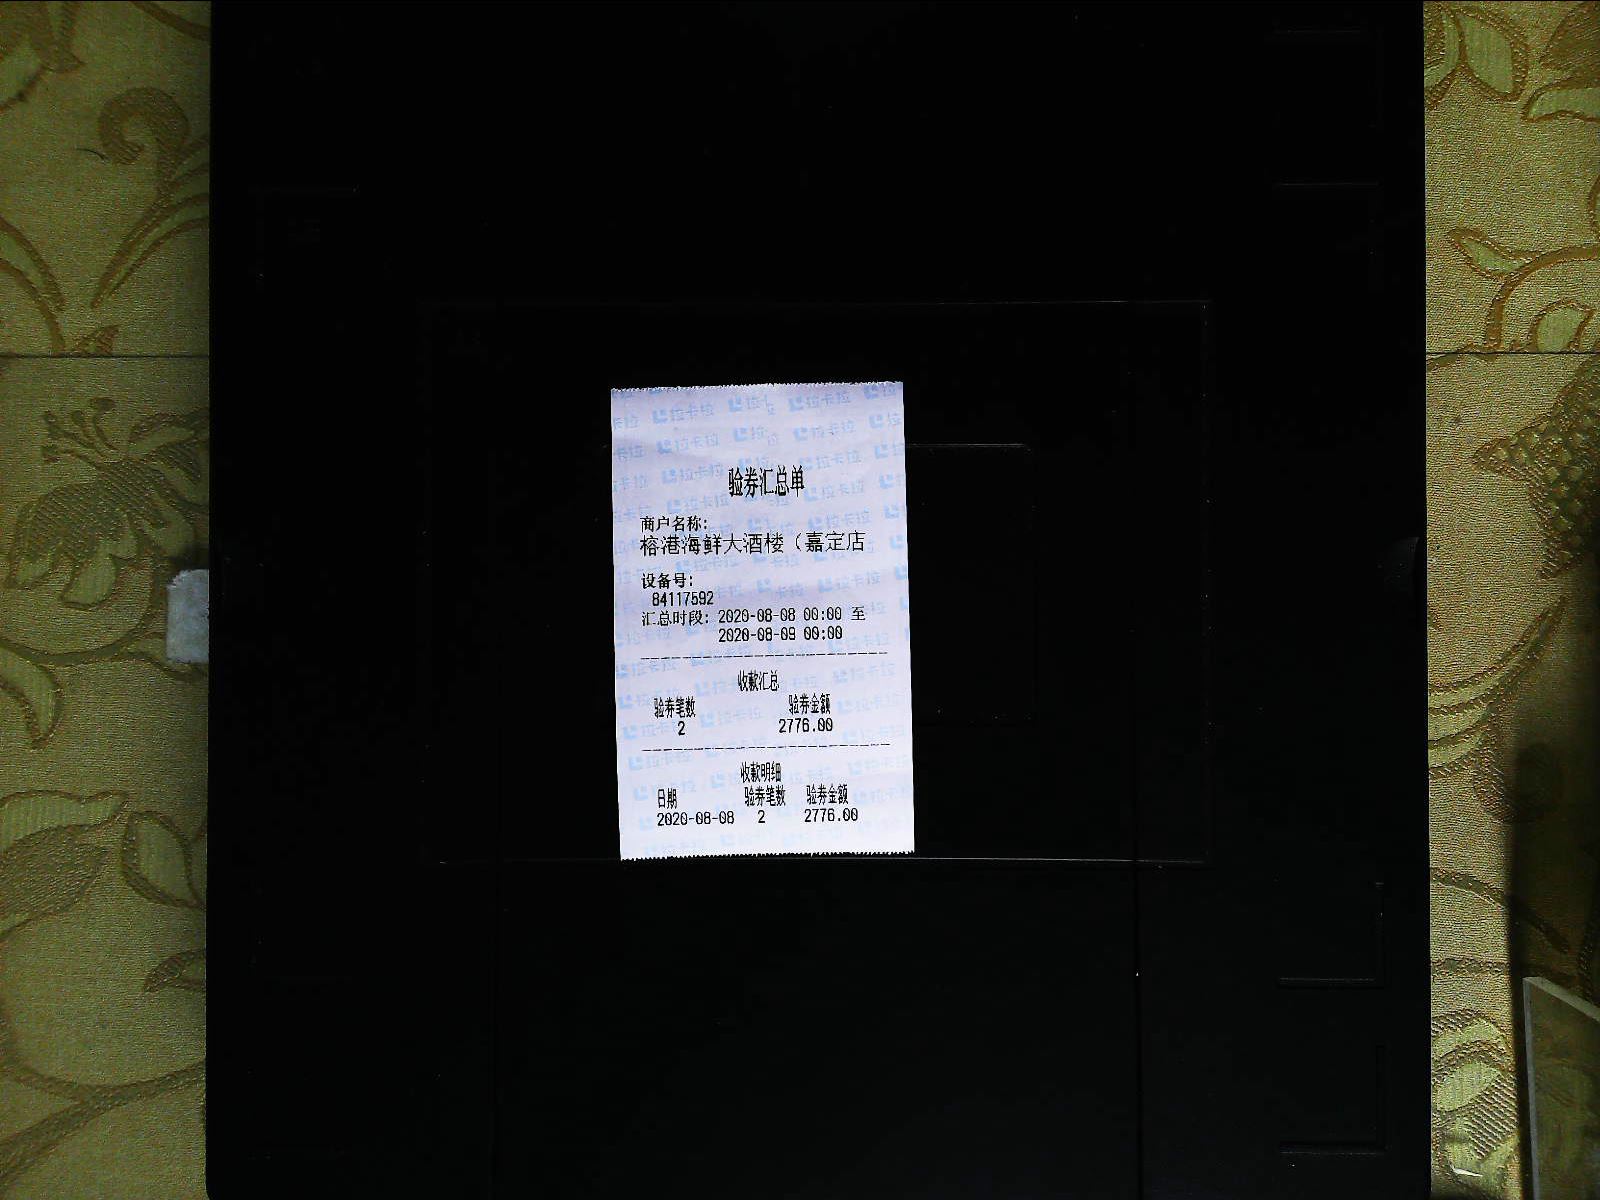 验券汇总单
商户名称:
榕港海鲜大酒楼（嘉定店
设备号:
84117592
汇总时段: 2020-08-08 00:00 至
2020-08-09 00:00
收款汇总
验券笔数 验券金额
2 2776.00
收款明细
日期 验券笔数 验券金额
2020-08-08 2 2776.00